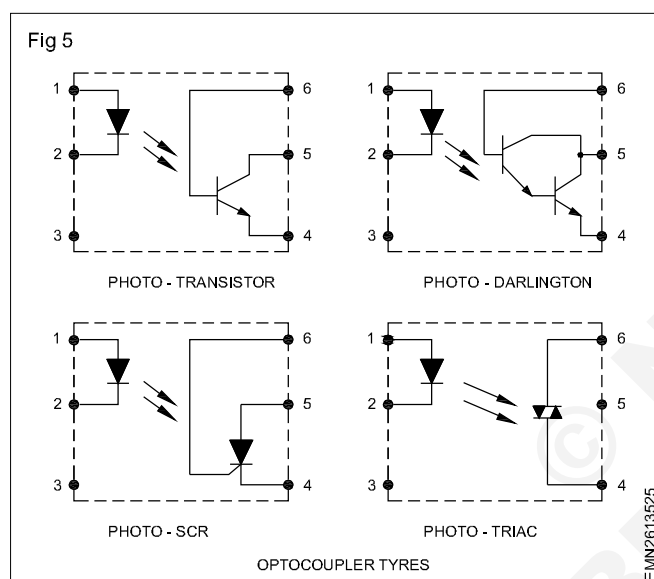 Fig 5
1 6 1 6
2 5 2 5
3 4 3 4
PHOTO - TRANSISTOR PHOTO - DARLINGTON
1 6 1 6
2 5 2 5
3 4 3 4
PHOTO - SCR PHOTO - TRIAC
OPTOCOUPLER TYRES
EMN2613525
©